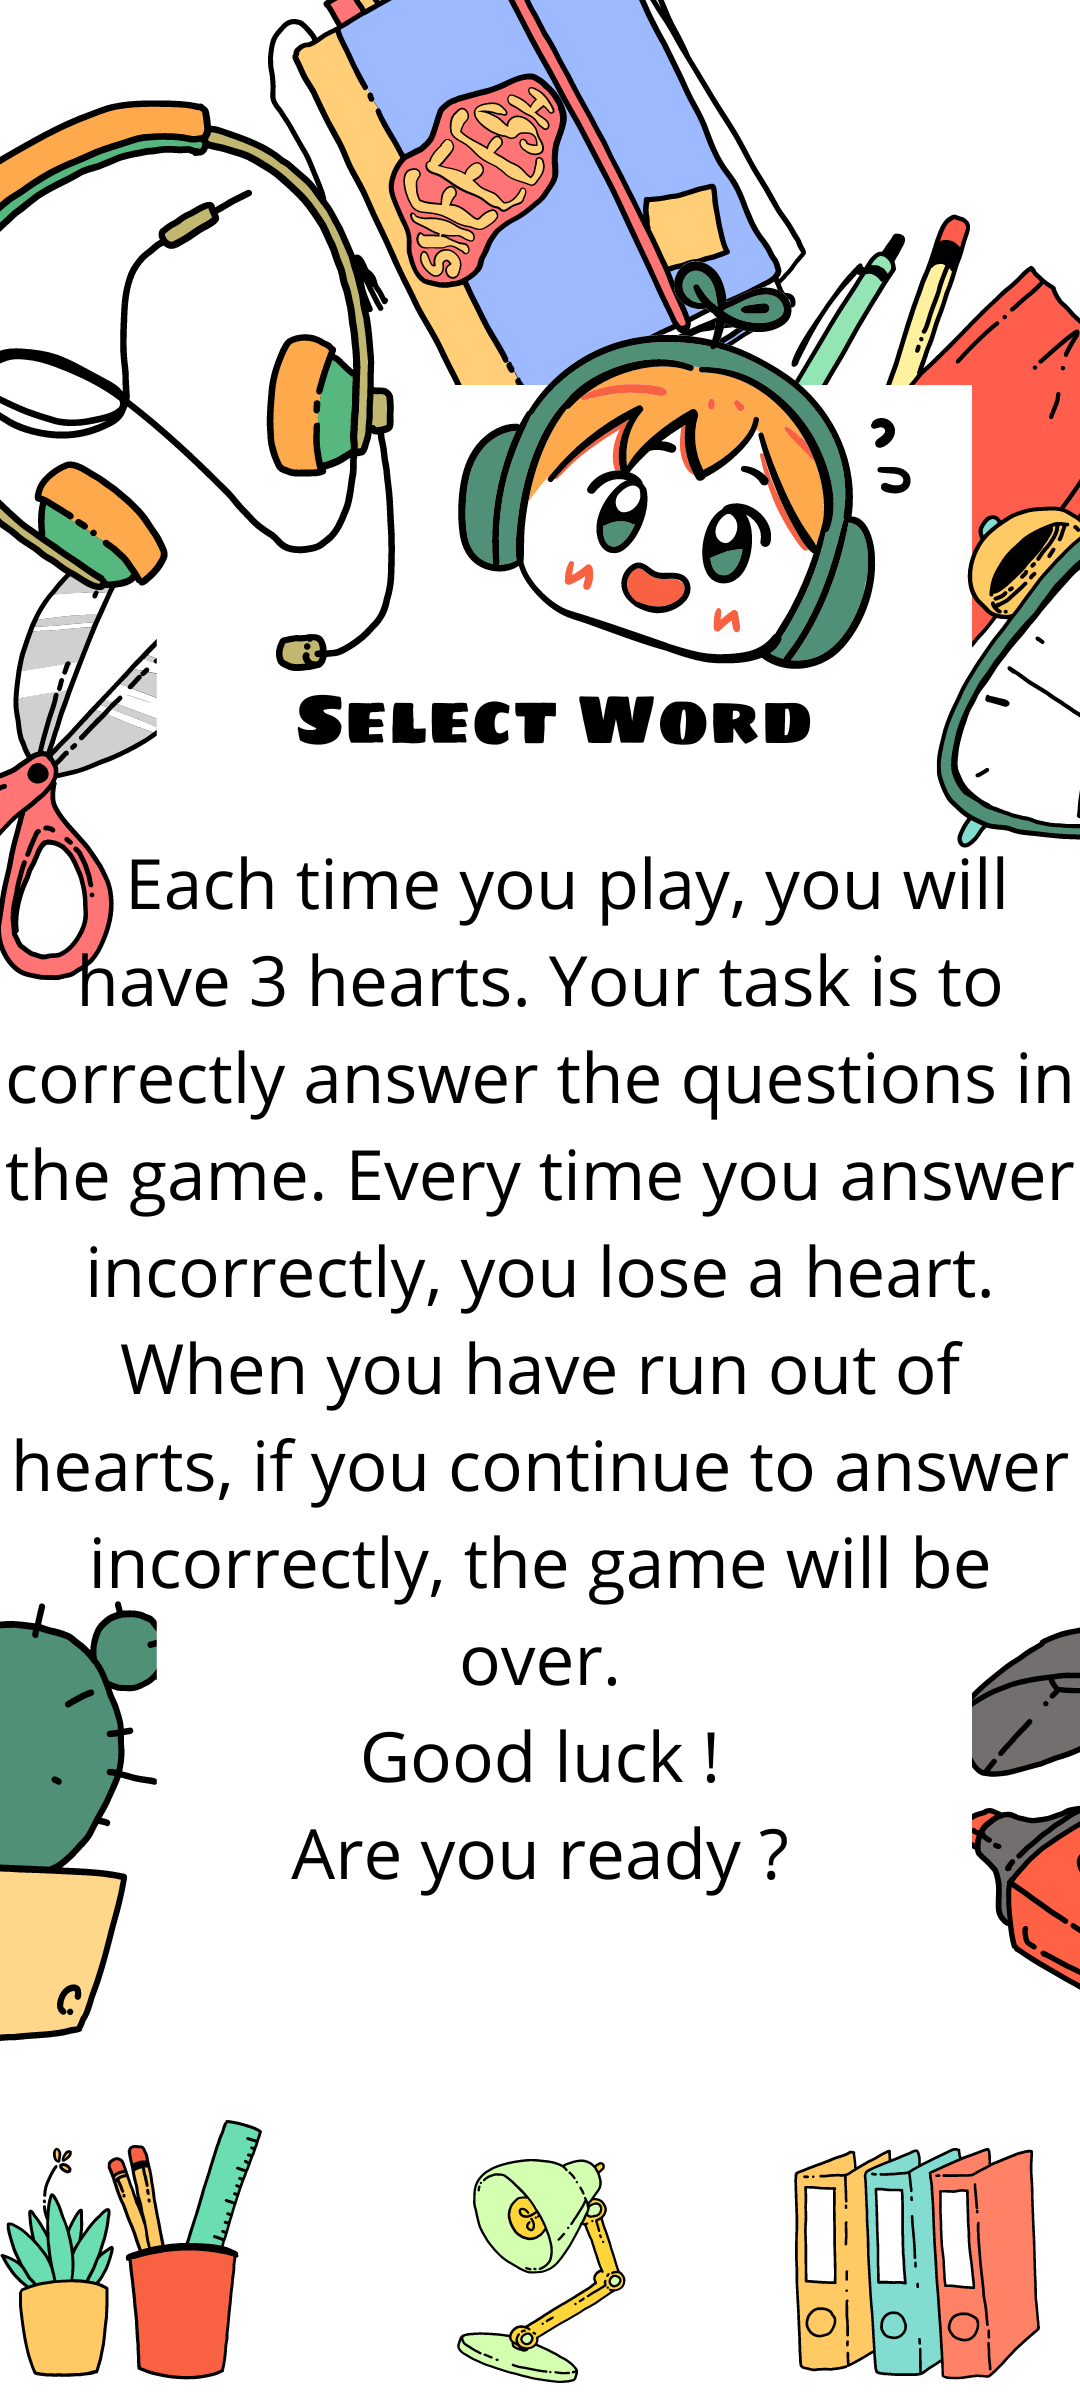 SHEEESH
Select Word
Each time you play, you will
have 3 hearts. Your task is to
correctly answer the questions in
the game. Every time you answer
incorrectly, you lose a heart.
When you have run out of
hearts, if you continue to answer
incorrectly, the game will be
over.
Good luck !
Are you ready ?